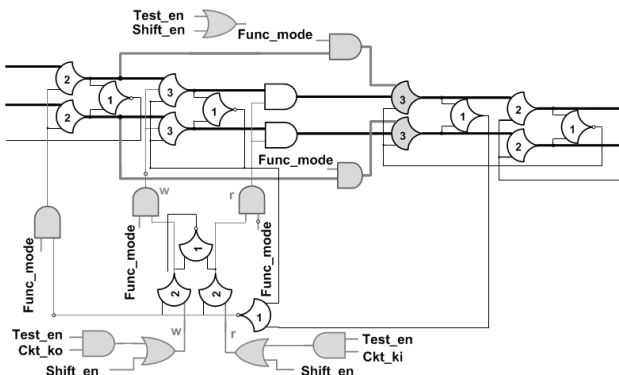 Test_en
Shift_en
Func_mode
2
1
3
1
3
1
2
1
2
3
3
2
Func_mode
w
r
Func_mode
Func_mode
Func_mode
1
2
2
1
Test_en
Ckt_ko
w
r
Test_en
Ckt_ki
Shift_en
Shift_en